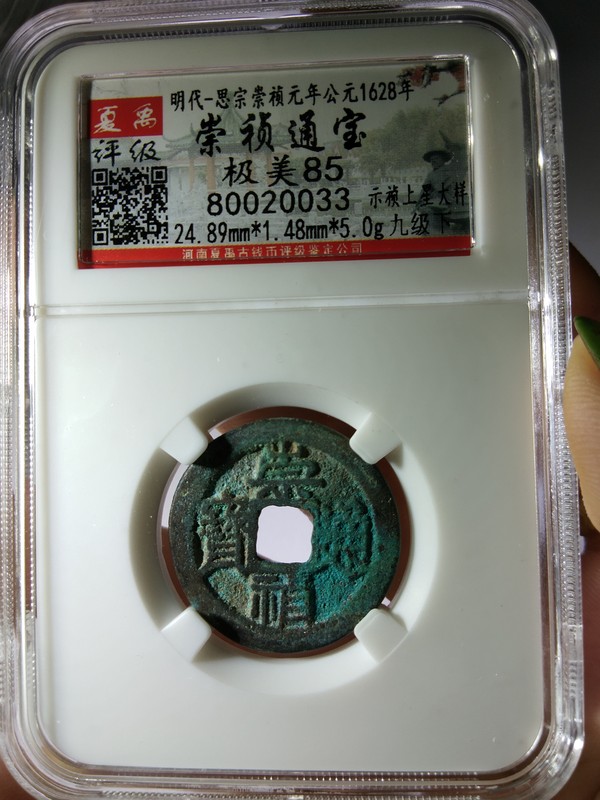 明代-思宗崇祯元年公元1628年
夏禹
评级
崇祯通宝
极美85
80020033
示祯上星大样
24.89mm*1.48mm*5.0g九级下
河南夏禹古钱币评级鉴定公司
崇禎通寳